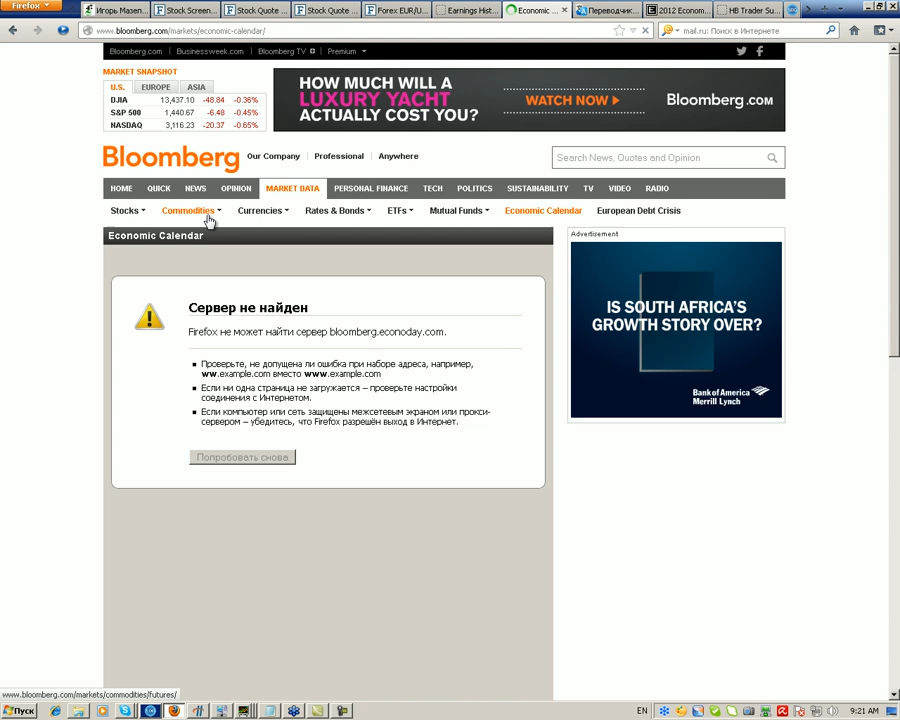 Firefox
Игорь Мазеп...
Stock Screen...
Stock Quote ...
Stock Quote ...
Forex EUR/U...
Earnings Hist...
Economic ...
Переводчик...
2012 Econom...
HB Trader Su...
www.bloomberg.com/markets/economic-calendar/
mail.ru: Поиск в Интернете
Bloomberg.com
Businessweek.com
Bloomberg TV
Premium
MARKET SNAPSHOT
U.S. EUROPE ASIA
DJIA 13,437.10 -48.84 -0.36%
S&P 500 1,440.67 -6.48 -0.45%
NASDAQ 3,116.23 -20.37 -0.65%
HOW MUCH WILL A
LUXURY YACHT
ACTUALLY COST YOU?
WATCH NOW
Bloomberg.com
Bloomberg
Our Company
Professional
Anywhere
Search News, Quotes and Opinion
HOME QUICK NEWS OPINION MARKET DATA PERSONAL FINANCE TECH POLITICS SUSTAINABILITY TV VIDEO RADIO
Stocks Commodities Currencies Rates & Bonds ETFs Mutual Funds Economic Calendar European Debt Crisis
Economic Calendar
Сервер не найден
Firefox не может найти сервер bloomberg.econoday.com.
Проверьте, не допущена ли ошибка при наборе адреса, например,
ww.example.com вместо www.example.com
Если ни одна страница не загружается – проверьте настройки
соединения с Интернетом.
Если компьютер или сеть защищены межсетевым экраном или прокси-
сервером – убедитесь, что Firefox разрешён выход в Интернет.
Попробовать снова
Advertisement
IS SOUTH AFRICA'S
GROWTH STORY OVER?
Bank of America
Merrill Lynch
www.bloomberg.com/markets/commodities/futures/
Пуск
EN
9:21 AM